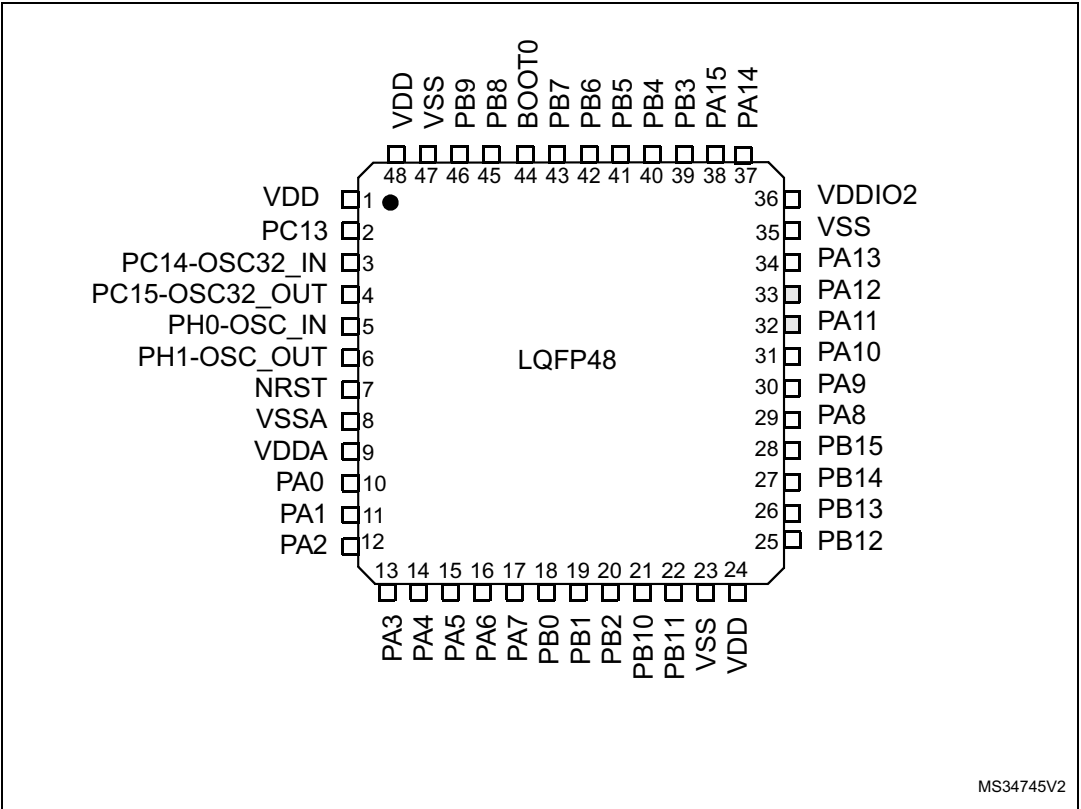 VDD
VSS
PB9
PB8
BOOT0
PB7
PB6
PB5
PB4
PB3
PA15
PA14
48 47 46 45 44 43 42 41 40 39 38 37
VDD 1
PC13 2
PC14-OSC32_IN 3
PC15-OSC32_OUT 4
PH0-OSC_IN 5
PH1-OSC_OUT 6
NRST 7
VSSA 8
VDDA 9
PA0 10
PA1 11
PA2 12
LQFP48
36 VDDIO2
35 VSS
34 PA13
33 PA12
32 PA11
31 PA10
30 PA9
29 PA8
28 PB15
27 PB14
26 PB13
25 PB12
13 14 15 16 17 18 19 20 21 22 23 24
PA3
PA4
PA5
PA6
PA7
PB0
PB1
PB2
PB10
PB11
VSS
VDD
MS34745V2